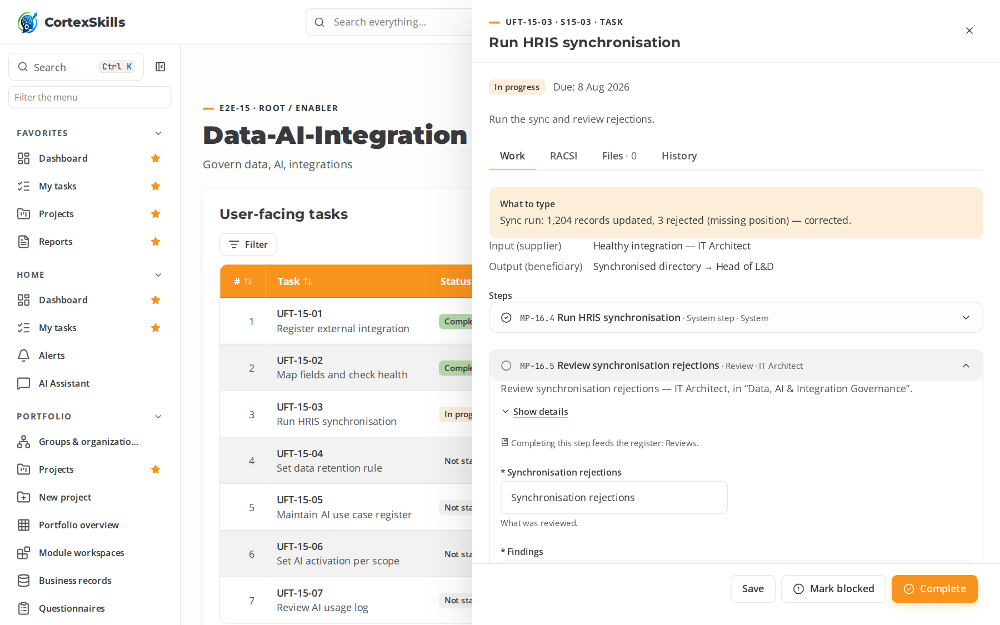 CortexSkills
Search everything...
Search
Ctrl K
Filter the menu
FAVORITES
Dashboard
My tasks
Projects
Reports
HOME
Dashboard
My tasks
Alerts
AI Assistant
PORTFOLIO
Groups & organizatio...
Projects
New project
Portfolio overview
Module workspaces
Business records
Questionnaires
E2E-15 · ROOT / ENABLER
Data-AI-Integration
Govern data, AI, integrations
User-facing tasks
Filter
# Task Status
1 UFT-15-01
Register external integration
Comple
2 UFT-15-02
Map fields and check health
Comple
3 UFT-15-03
Run HRIS synchronisation
In prog
4 UFT-15-04
Set data retention rule
Not sta
5 UFT-15-05
Maintain AI use case register
Not sta
6 UFT-15-06
Set AI activation per scope
Not sta
7 UFT-15-07
Review AI usage log
Not sta
UFT-15-03 · S15-03 · TASK
Run HRIS synchronisation
In progress Due: 8 Aug 2026
Run the sync and review rejections.
Work RACSI Files · 0 History
What to type
Sync run: 1,204 records updated, 3 rejected (missing position) — corrected.
Input (supplier) Healthy integration — IT Architect
Output (beneficiary) Synchronised directory → Head of L&D
Steps
MP-16.4 Run HRIS synchronisation · System step · System
MP-16.5 Review synchronisation rejections · Review · IT Architect
Review synchronisation rejections — IT Architect, in “Data, AI & Integration Governance”.
Show details
Completing this step feeds the register: Reviews.
* Synchronisation rejections
Synchronisation rejections
What was reviewed.
* Findings
Save
Mark blocked
Complete